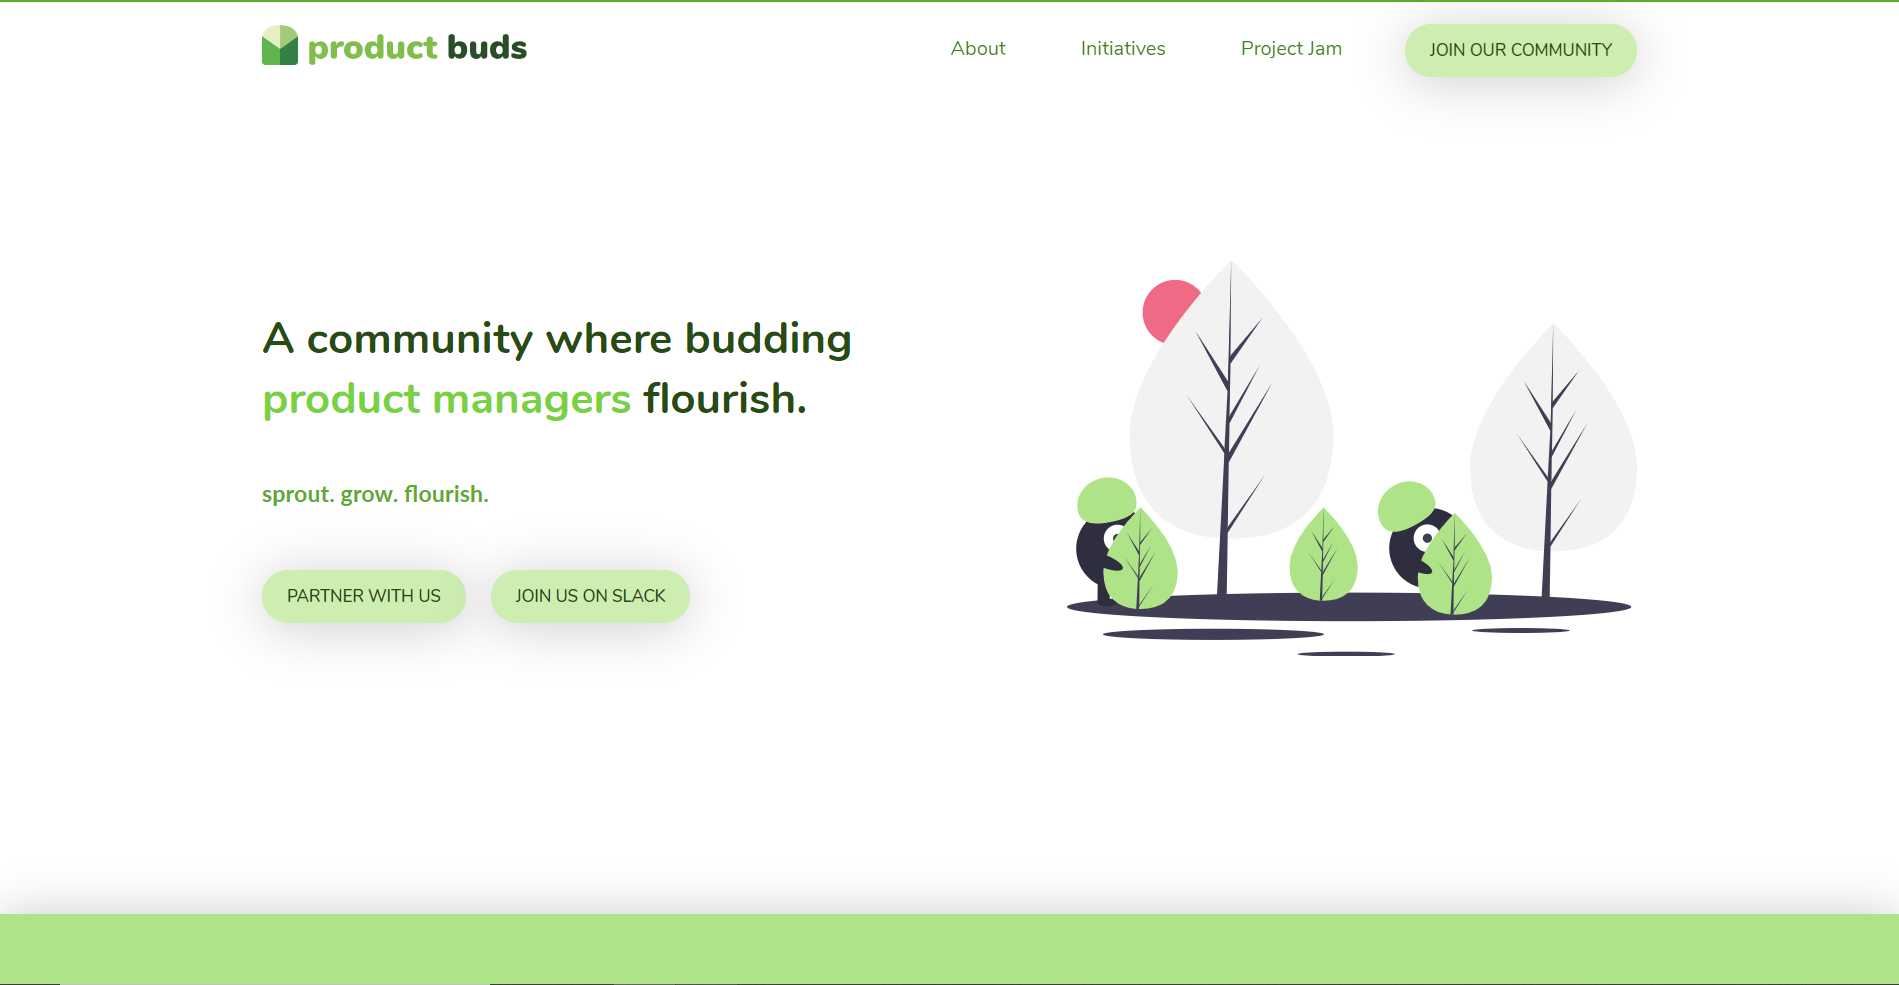 product buds
About
Initiatives
Project Jam
JOIN OUR COMMUNITY
A community where budding
product managers flourish.
sprout. grow. flourish.
PARTNER WITH US
JOIN US ON SLACK